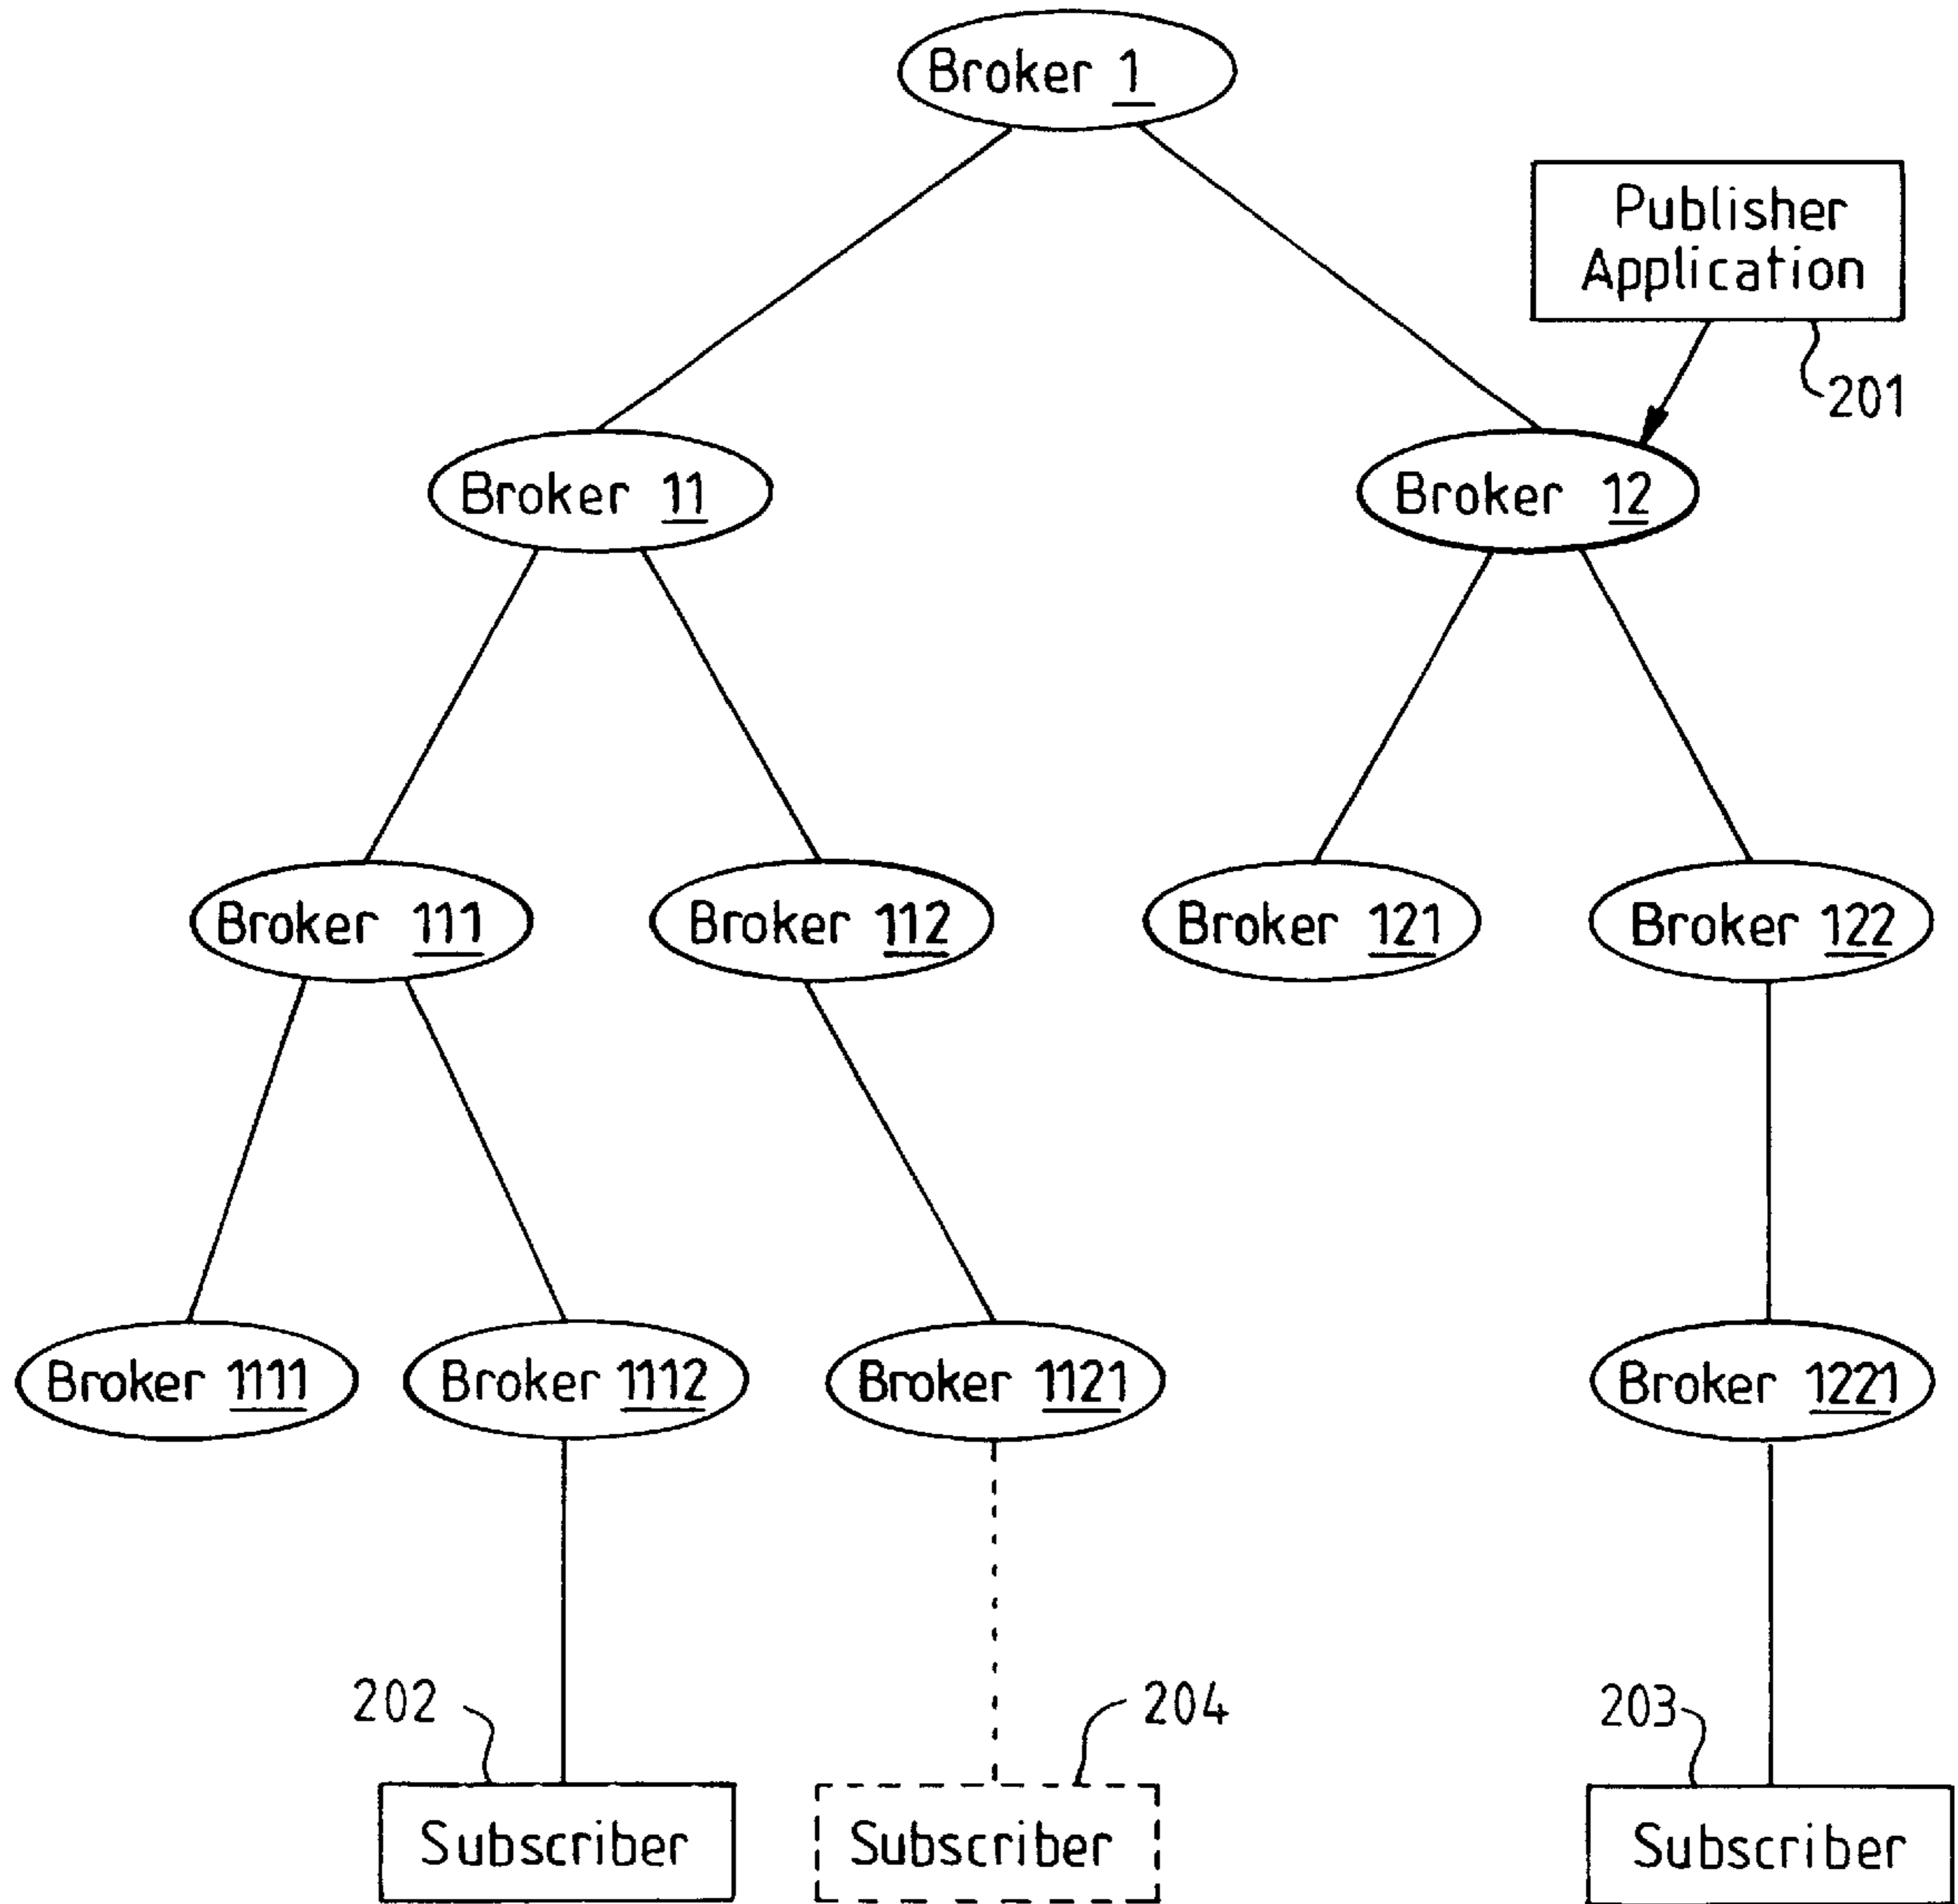 Broker 1
Publisher
Application
201
Broker 11
Broker 12
Broker 111
Broker 112
Broker 121
Broker 122
Broker 1111
Broker 1112
Broker 1121
Broker 1221
202
204
203
Subscriber
Subscriber
Subscriber